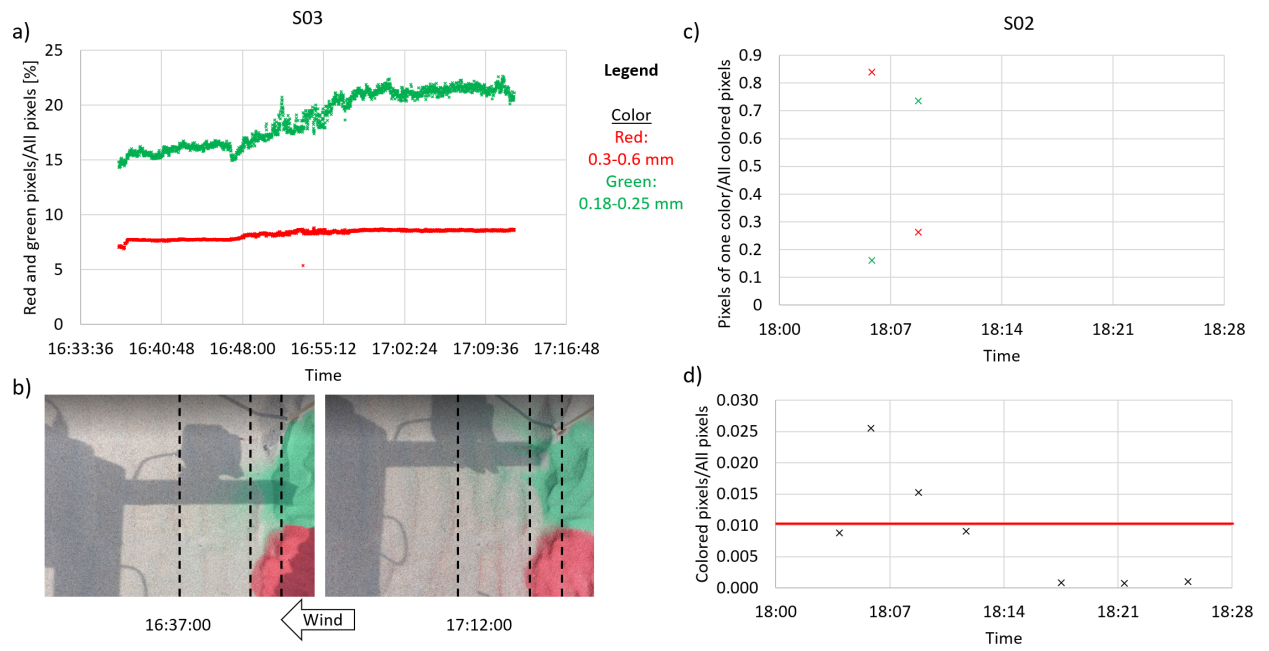 S03
a)
Red and green pixels/All pixels [%]
25
20
15
10
5
0
16:33:36 16:40:48 16:48:00 16:55:12 17:02:24 17:09:36 17:16:48
Time
Legend
Color
Red:
0.3-0.6 mm
Green:
0.18-0.25 mm
b)
16:37:00
Wind
17:12:00
S02
c)
Pixels of one color/All colored pixels
0.9
0.8
0.7
0.6
0.5
0.4
0.3
0.2
0.1
0
18:00 18:07 18:14 18:21 18:28
Time
d)
Colored pixels/All pixels
0.030
0.025
0.020
0.015
0.010
0.005
0.000
18:00 18:07 18:14 18:21 18:28
Time